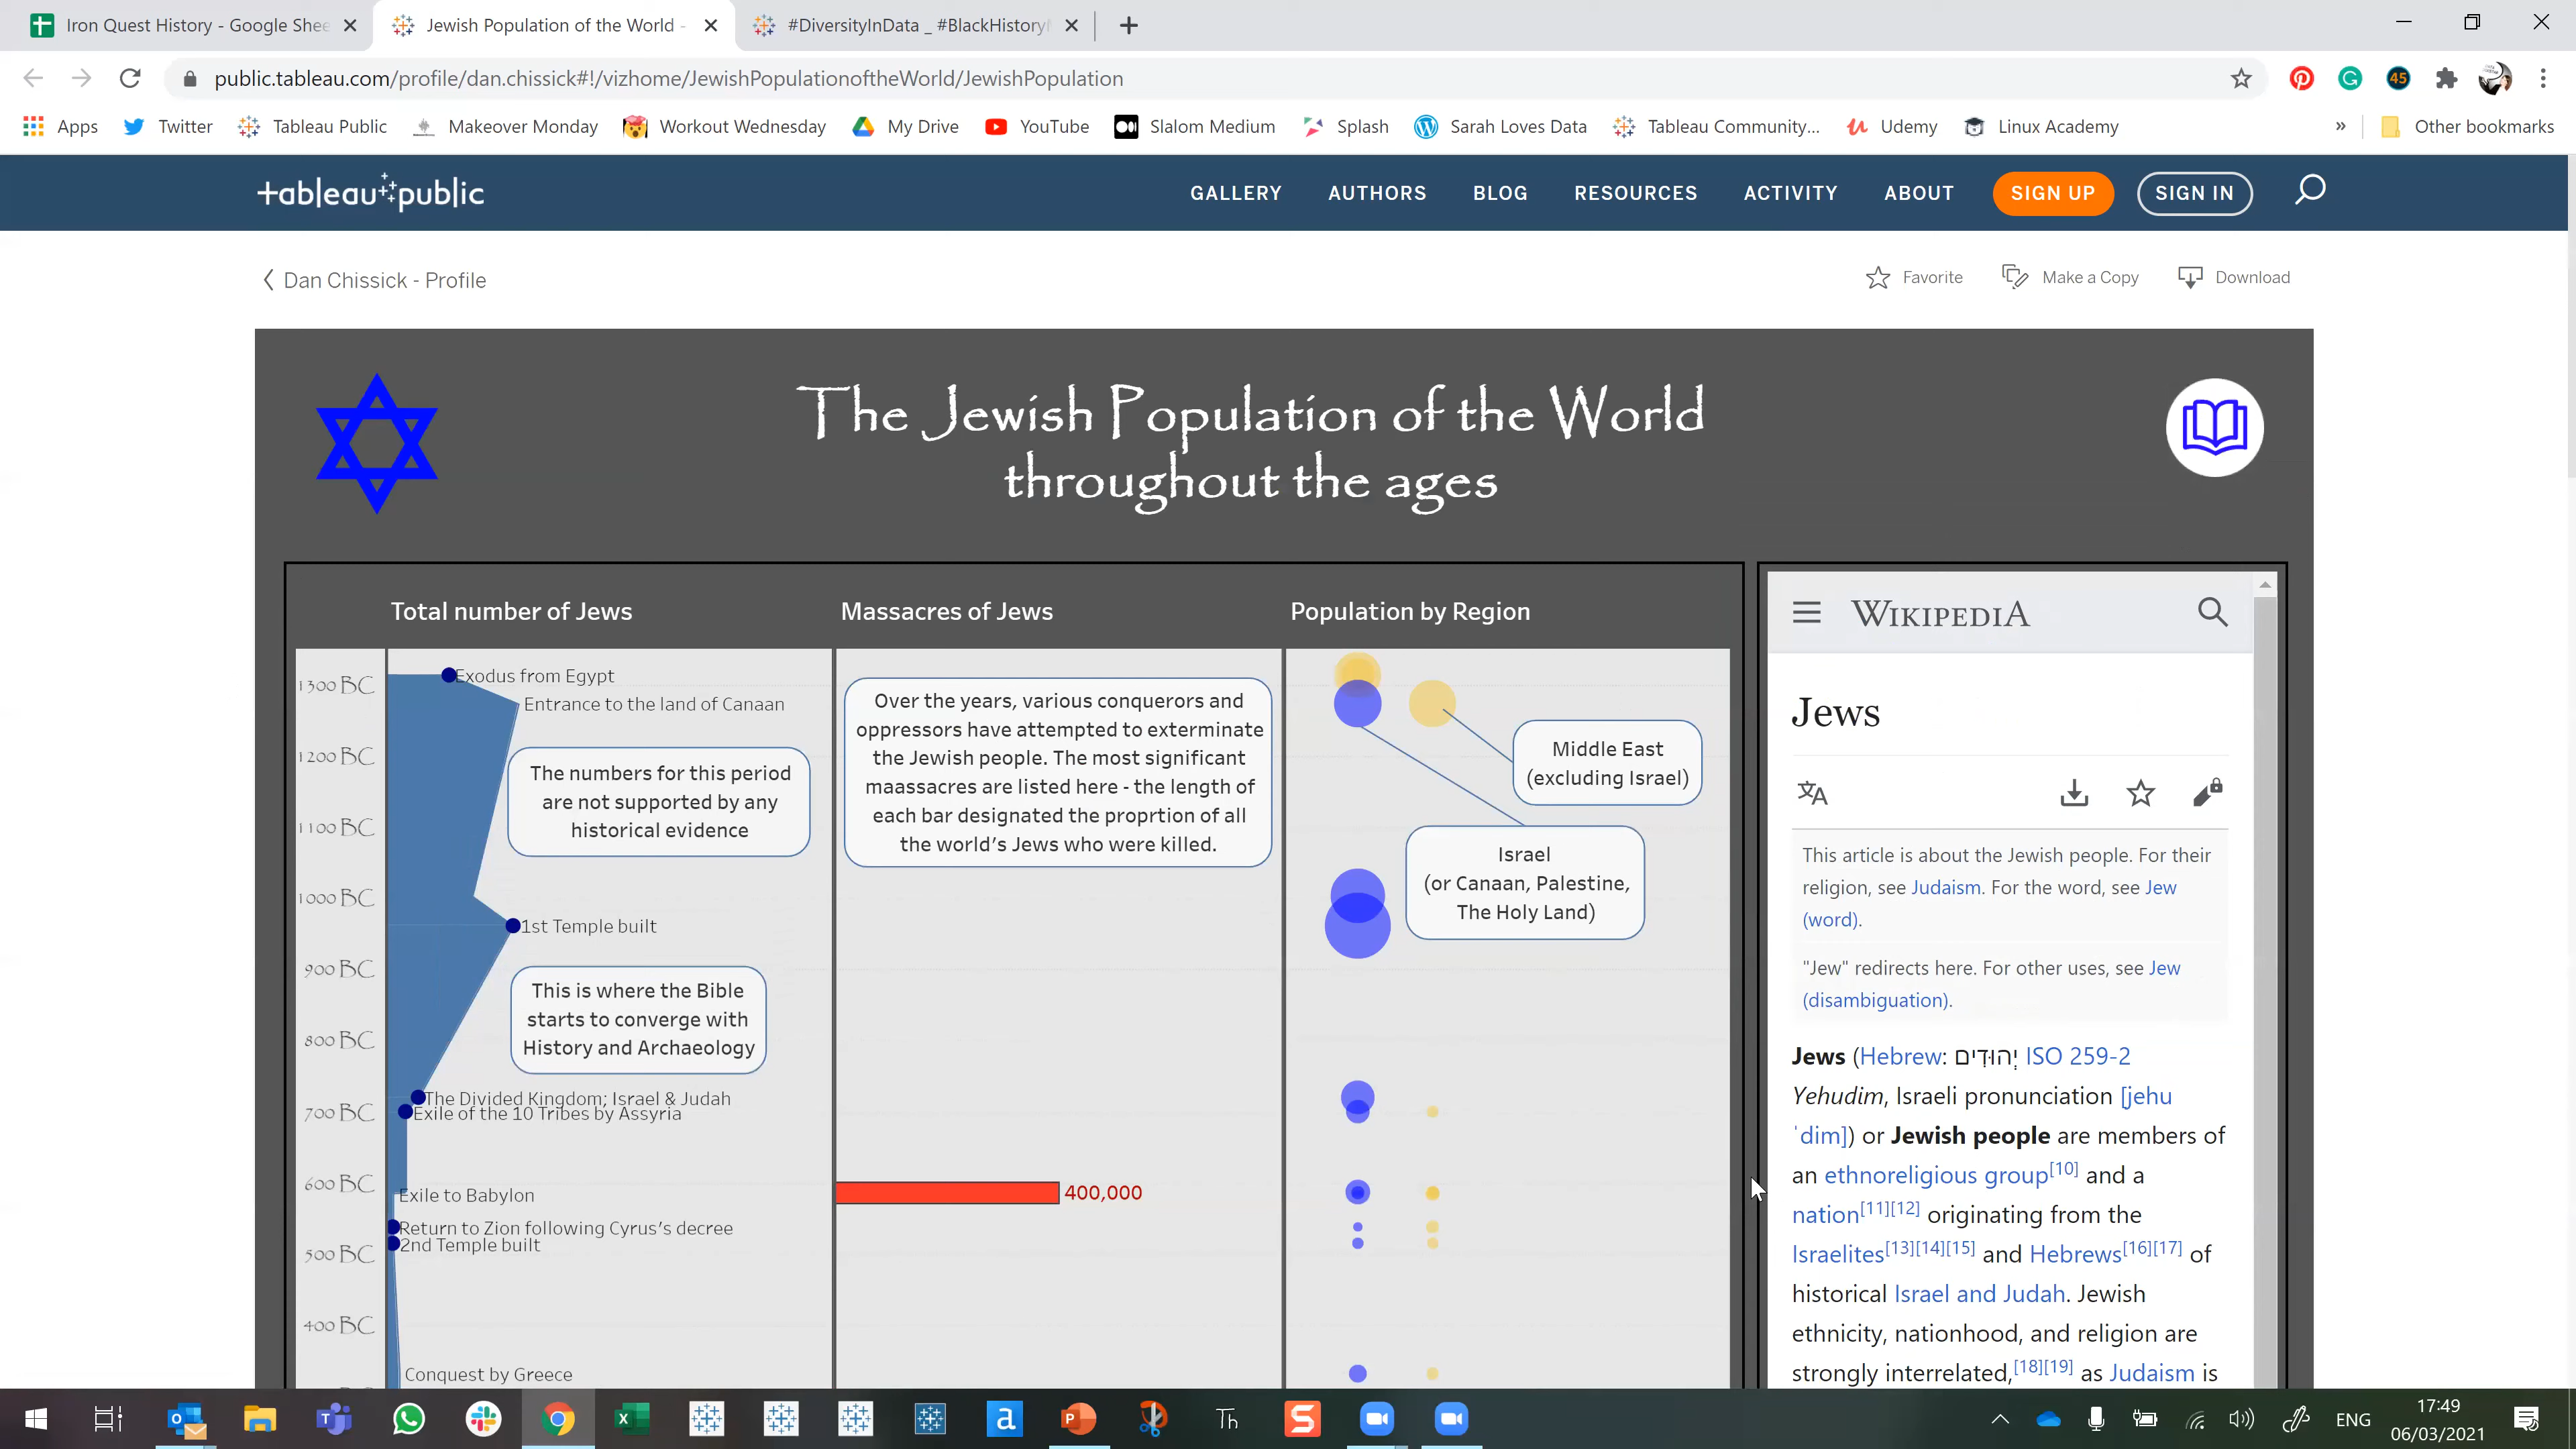 Iron Quest History - Google Shee
Jewish Population of the World -
#DiversityInData _ #BlackHistoryM
public.tableau.com/profile/dan.chissick#!/vizhome/JewishPopulationoftheWorld/JewishPopulation
45
Apps
Twitter
Tableau Public
Makeover Monday
Workout Wednesday
My Drive
YouTube
Slalom Medium
Splash
Sarah Loves Data
Tableau Community...
Udemy
Linux Academy
»
Other bookmarks
tableau public
GALLERY
AUTHORS
BLOG
RESOURCES
ACTIVITY
ABOUT
SIGN UP
SIGN IN
Dan Chissick - Profile
Favorite
Make a Copy
Download
The Jewish Population of the World
throughout the ages
Total number of Jews
Massacres of Jews
Population by Region
1300 BC
1200 BC
1100 BC
1000 BC
900 BC
800 BC
700 BC
600 BC
500 BC
400 BC
Exodus from Egypt
Entrance to the land of Canaan
The numbers for this period
are not supported by any
historical evidence
1st Temple built
This is where the Bible
starts to converge with
History and Archaeology
The Divided Kingdom; Israel & Judah
Exile of the 10 Tribes by Assyria
Exile to Babylon
Return to Zion following Cyrus's decree
2nd Temple built
Conquest by Greece
Over the years, various conquerors and
oppressors have attempted to exterminate
the Jewish people. The most significant
maassacres are listed here - the length of
each bar designated the proprtion of all
the world's Jews who were killed.
400,000
Middle East
(excluding Israel)
Israel
(or Canaan, Palestine,
The Holy Land)
WIKIPEDIA
Jews
This article is about the Jewish people. For their
religion, see Judaism. For the word, see Jew
(word).
"Jew" redirects here. For other uses, see Jew
(disambiguation).
Jews (Hebrew: יְהוּדִים ISO 259-2
Yehudim, Israeli pronunciation [jehu
ˈdim]) or Jewish people are members of
an ethnoreligious group[10] and a
nation[11][12] originating from the
Israelites[13][14][15] and Hebrews[16][17] of
historical Israel and Judah. Jewish
ethnicity, nationhood, and religion are
strongly interrelated,[18][19] as Judaism is
Th
ENG
17:49
06/03/2021